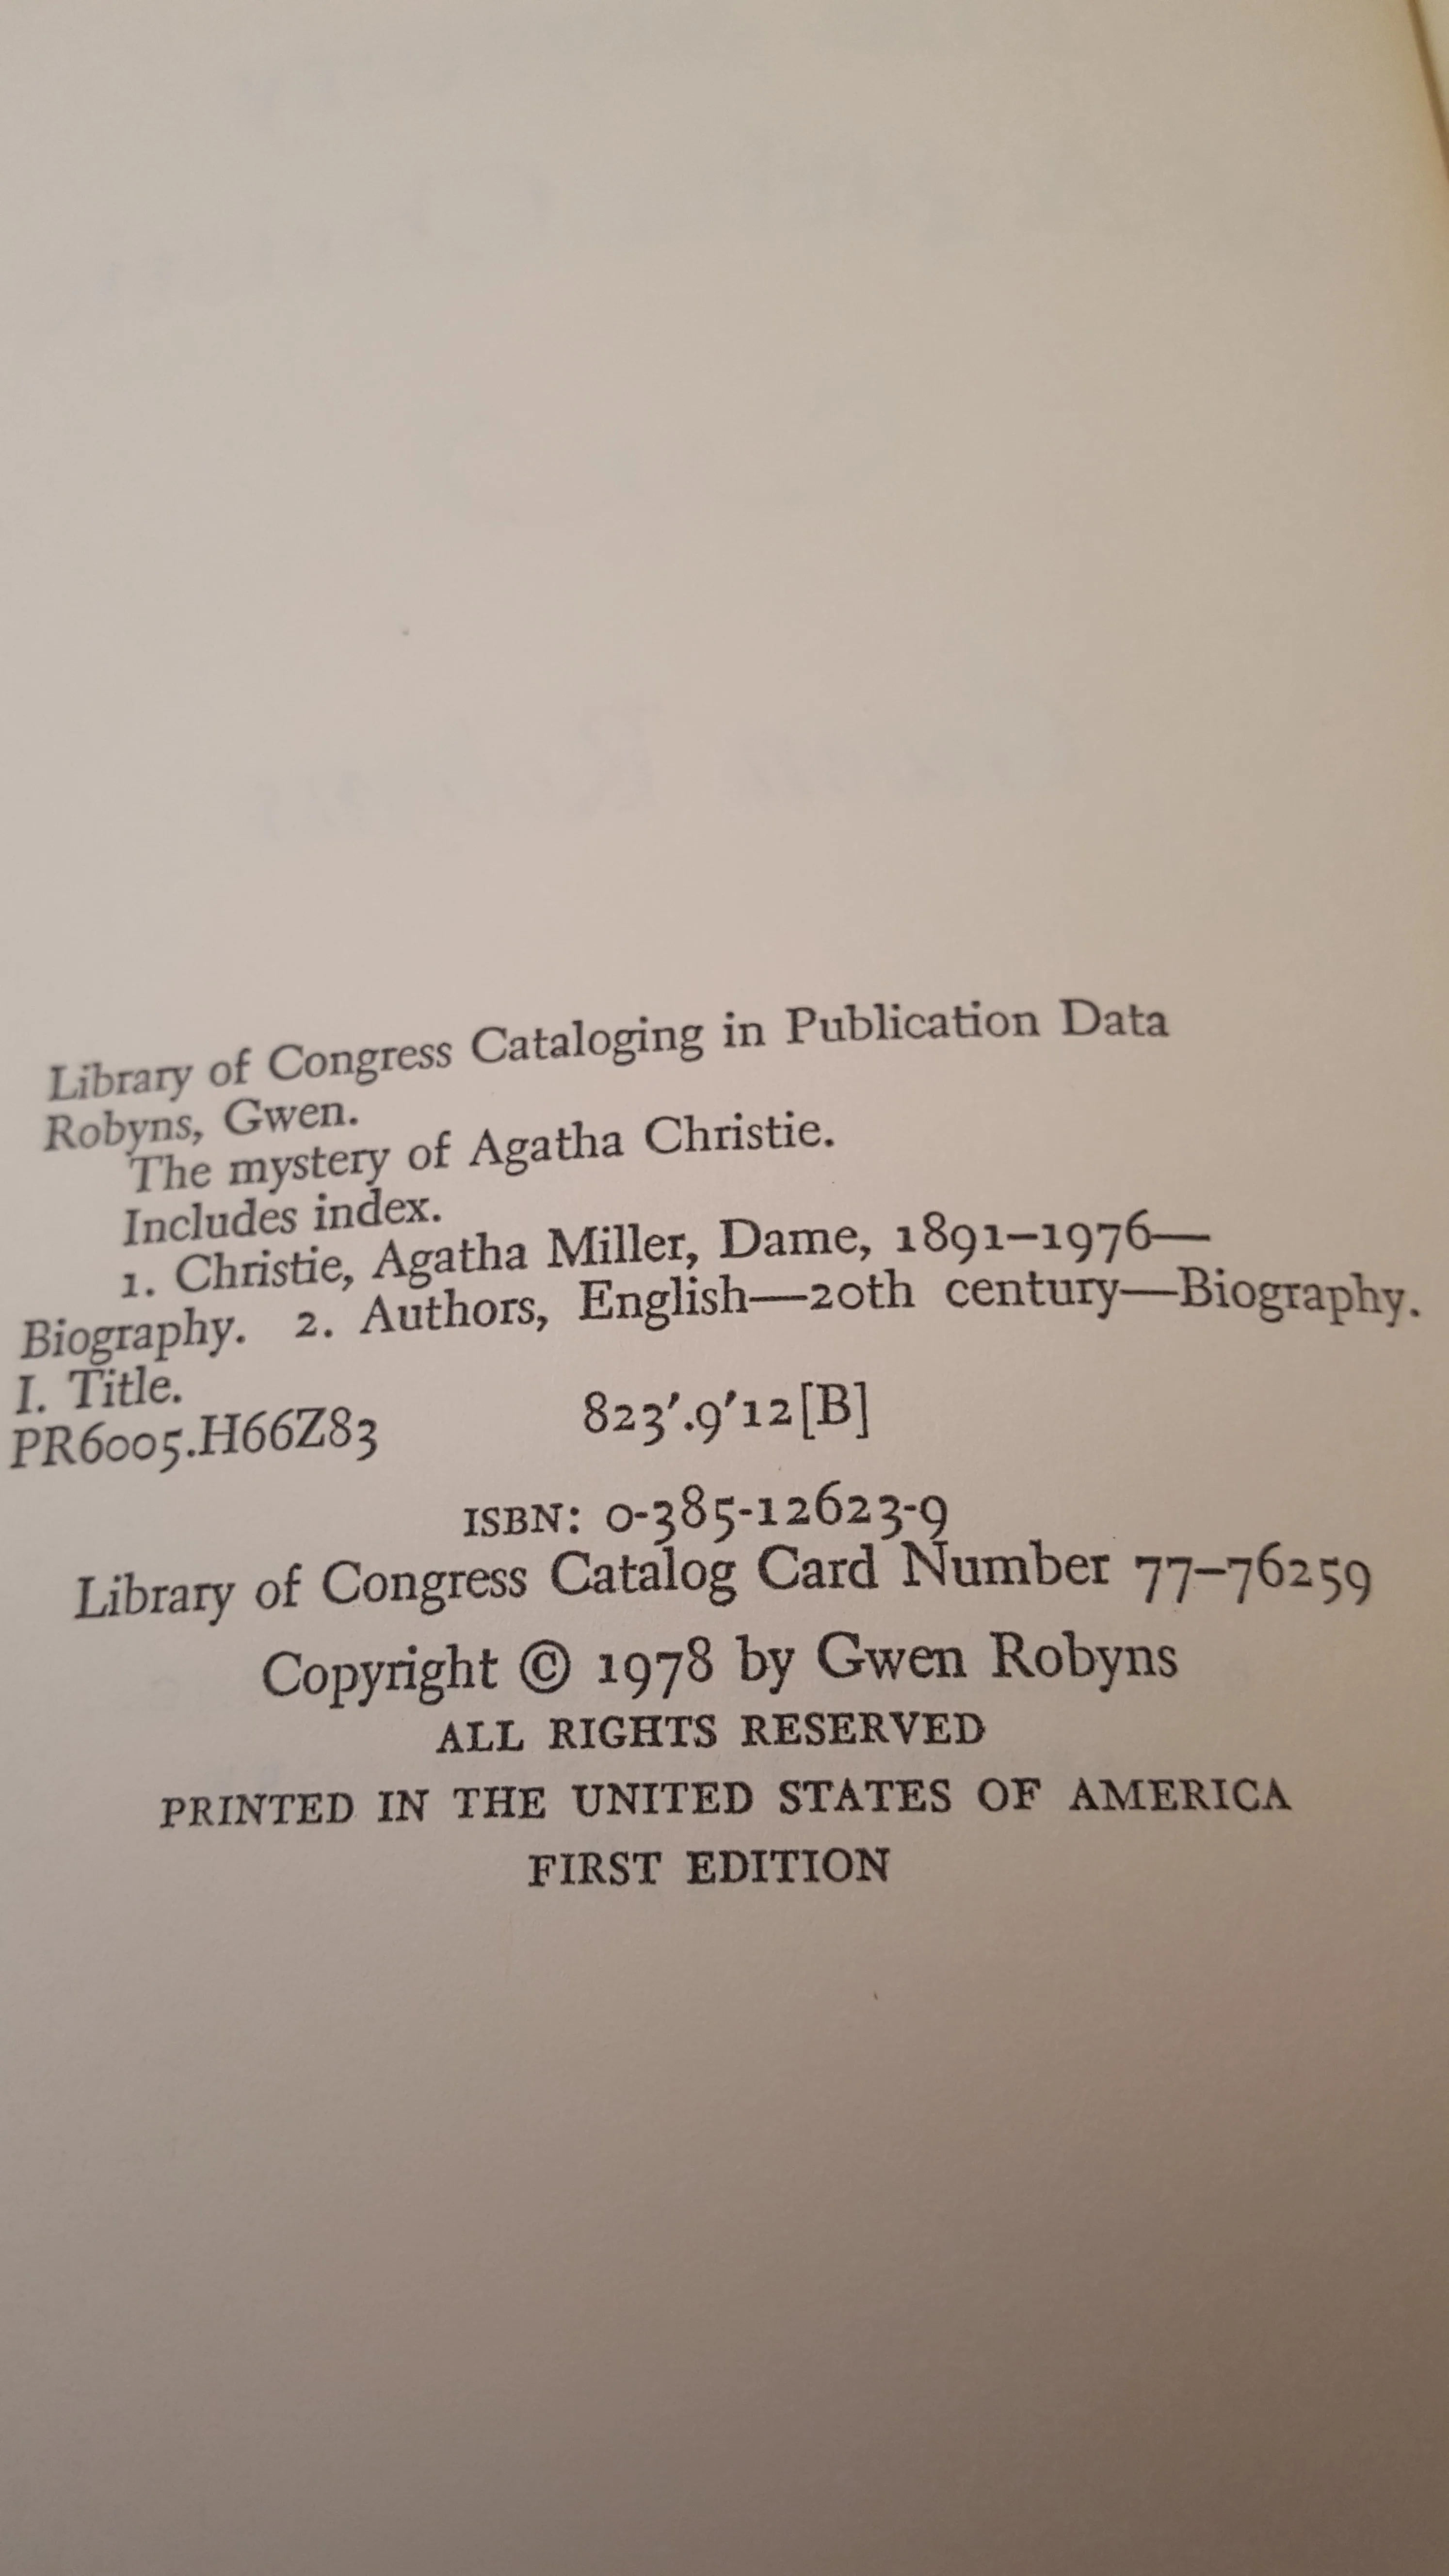 Library of Congress Cataloging in Publication Data
Robyns, Gwen.
The mystery of Agatha Christie.
Includes index.
1. Christie, Agatha Miller, Dame, 1891–1976—
Biography. 2. Authors, English—20th century—Biography.
I. Title.
PR6005.H66Z83 823'.9'12[B]
ISBN: 0-385-12623-9
Library of Congress Catalog Card Number 77–76259
Copyright © 1978 by Gwen Robyns
ALL RIGHTS RESERVED
PRINTED IN THE UNITED STATES OF AMERICA
FIRST EDITION